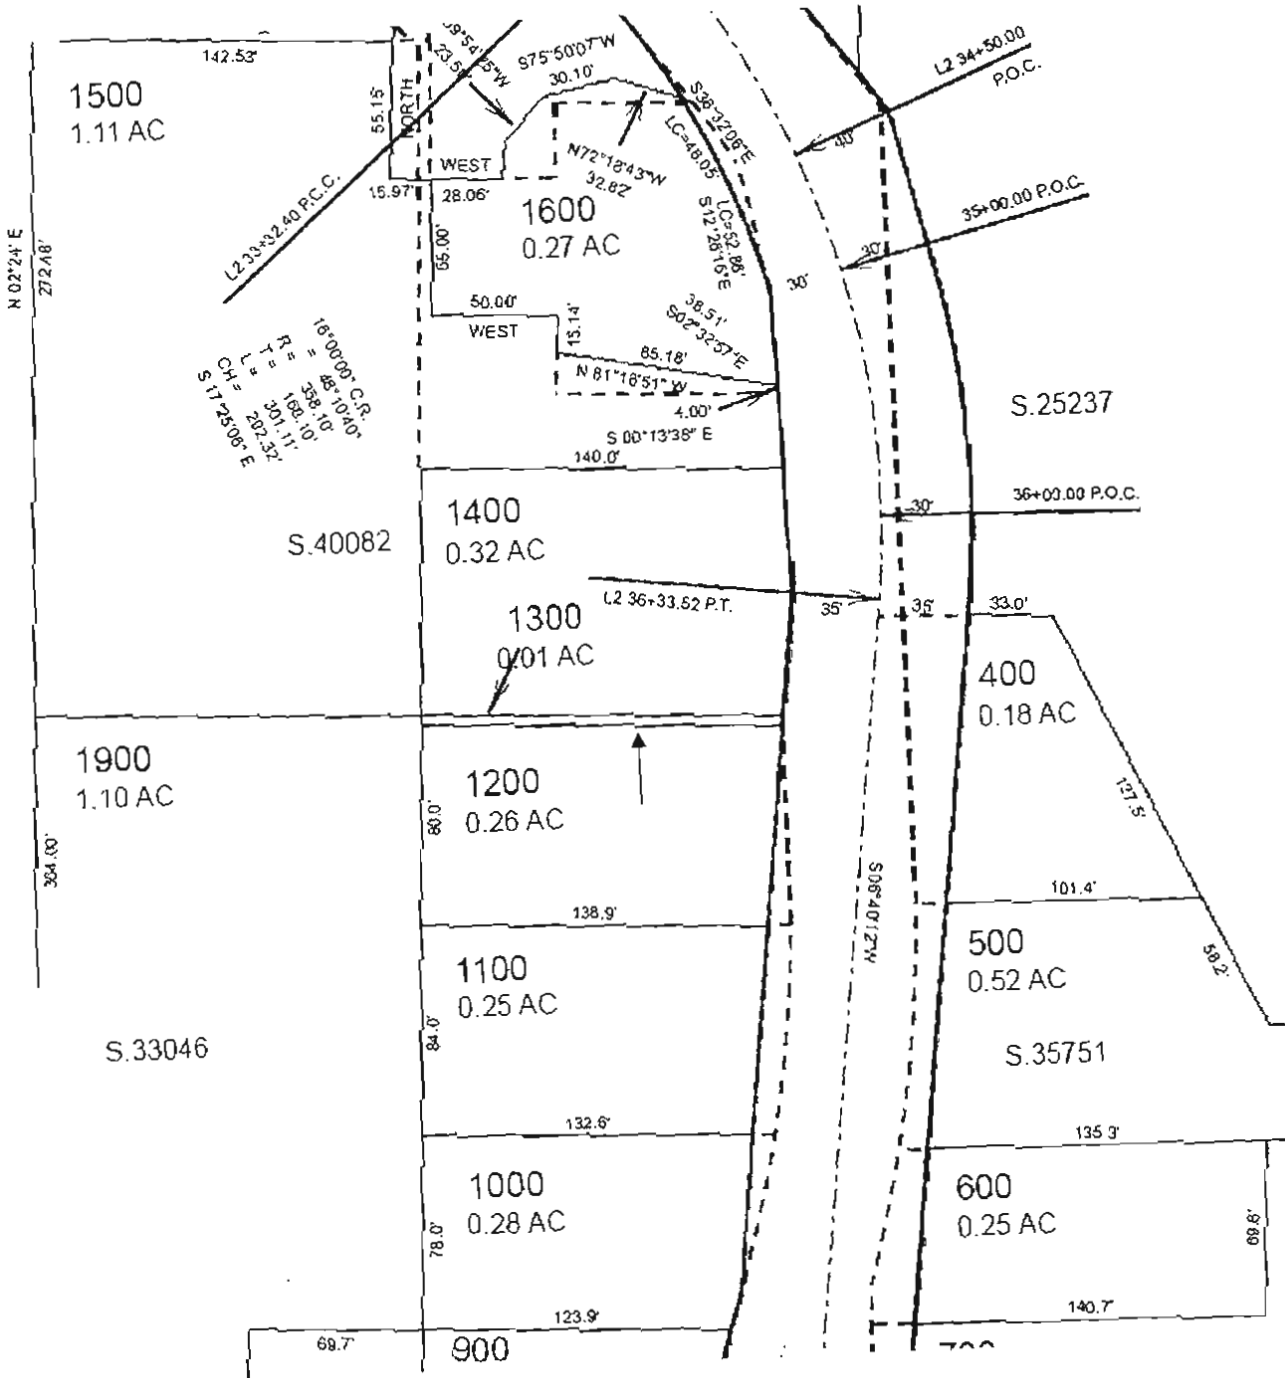 142.53'
1500
1.11 AC
55.15'
NORTH
S75°50'07"W
30.10'
L2 34+50.00
P.O.C.
40'
S38°32'06"E
LC=48.05'
N72°18'43"W
32.82'
WEST
15.97'
28.06'
1600
0.27 AC
LC=52.86'
S12°28'16"E
35+00.00 P.O.C.
30'
30'
L2 33+32.40 P.C.C.
N 02°24' E
272.48'
65.00'
50.00'
WEST
15.14'
38.51'
S02°32'57"E
85.18'
N 81°18'51" W
4.00'
S 00°13'38" E
16°00'00" C.R.
= 48°10'40"
R = 358.10'
T = 160.10'
L = 301.11'
CH = 292.32'
S 17°25'06" E
140.0'
S.25237
1400
0.32 AC
S.40082
36+00.00 P.O.C.
30'
L2 36+33.52 P.T.
35'
35'
33.0'
1300
0.01 AC
400
0.18 AC
1900
1.10 AC
1200
0.26 AC
80.0'
127.5'
364.00'
138.9'
S06°40'12"W
101.4'
1100
0.25 AC
500
0.52 AC
58.2'
84.0'
S.33046
S.35751
132.6'
135.3'
1000
0.28 AC
600
0.25 AC
78.0'
69.8'
123.9'
140.7'
69.7'
900